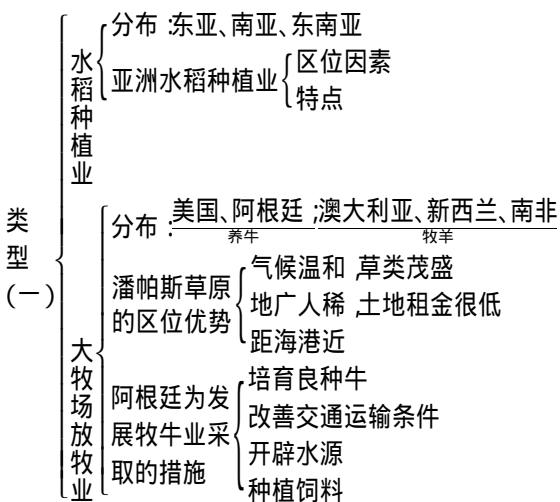 类型(一)
水稻种植业
分布:东亚、南亚、东南亚
亚洲水稻种植业
区位因素
特点
大牧场放牧业
分布:美国、阿根廷;澳大利亚、新西兰、南非
养牛 牧羊
潘帕斯草原的区位优势
气候温和,草类茂盛
地广人稀,土地租金很低
距海港近
阿根廷为发展牧牛业采取的措施
培育良种牛
改善交通运输条件
开辟水源
种植饲料